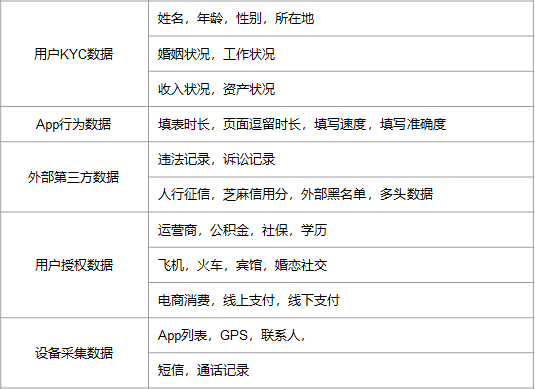 用户KYC数据
姓名，年龄，性别，所在地
婚姻状况，工作状况
收入状况，资产状况
App行为数据
填表时长，页面逗留时长，填写速度，填写准确度
外部第三方数据
违法记录，诉讼记录
人行征信，芝麻信用分，外部黑名单，多头数据
用户授权数据
运营商，公积金，社保，学历
飞机，火车，宾馆，婚恋社交
电商消费，线上支付，线下支付
设备采集数据
App列表，GPS，联系人，
短信，通话记录